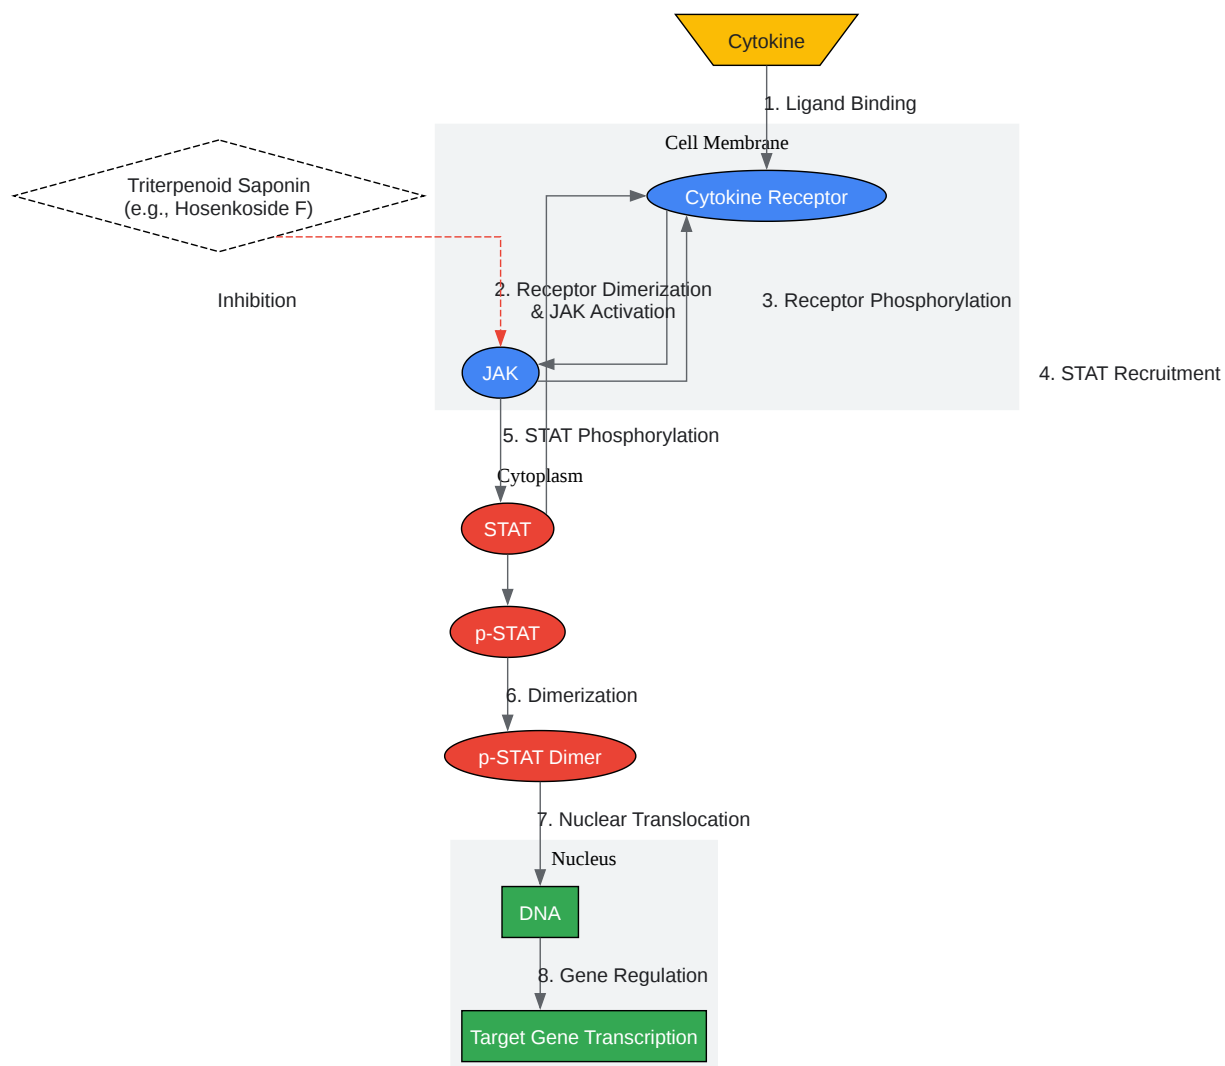 Cytokine
1. Ligand Binding
Cell Membrane
Triterpenoid Saponin
(e.g., Hosenkoside F)
Cytokine Receptor
Inhibition
2. Receptor Dimerization
& JAK Activation
3. Receptor Phosphorylation
JAK
4. STAT Recruitment
5. STAT Phosphorylation
Cytoplasm
STAT
p-STAT
6. Dimerization
p-STAT Dimer
7. Nuclear Translocation
Nucleus
DNA
8. Gene Regulation
Target Gene Transcription